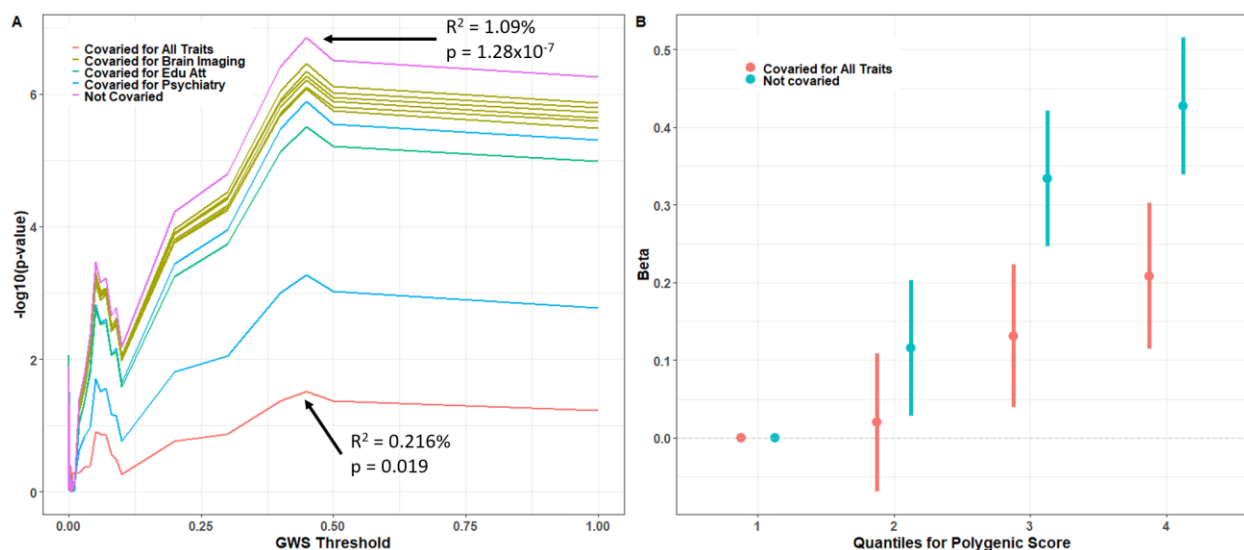 A
R² = 1.09%
p = 1.28x10⁻⁷
Covaried for All Traits
Covaried for Brain Imaging
Covaried for Edu Att
Covaried for Psychiatry
Not Covaried
-log10(p-value)
6
4
2
0
R² = 0.216%
p = 0.019
0.00 0.25 0.50 0.75 1.00
GWS Threshold
B
Covaried for All Traits
Not covaried
Beta
0.5
0.4
0.3
0.2
0.1
0.0
1 2 3 4
Quantiles for Polygenic Score